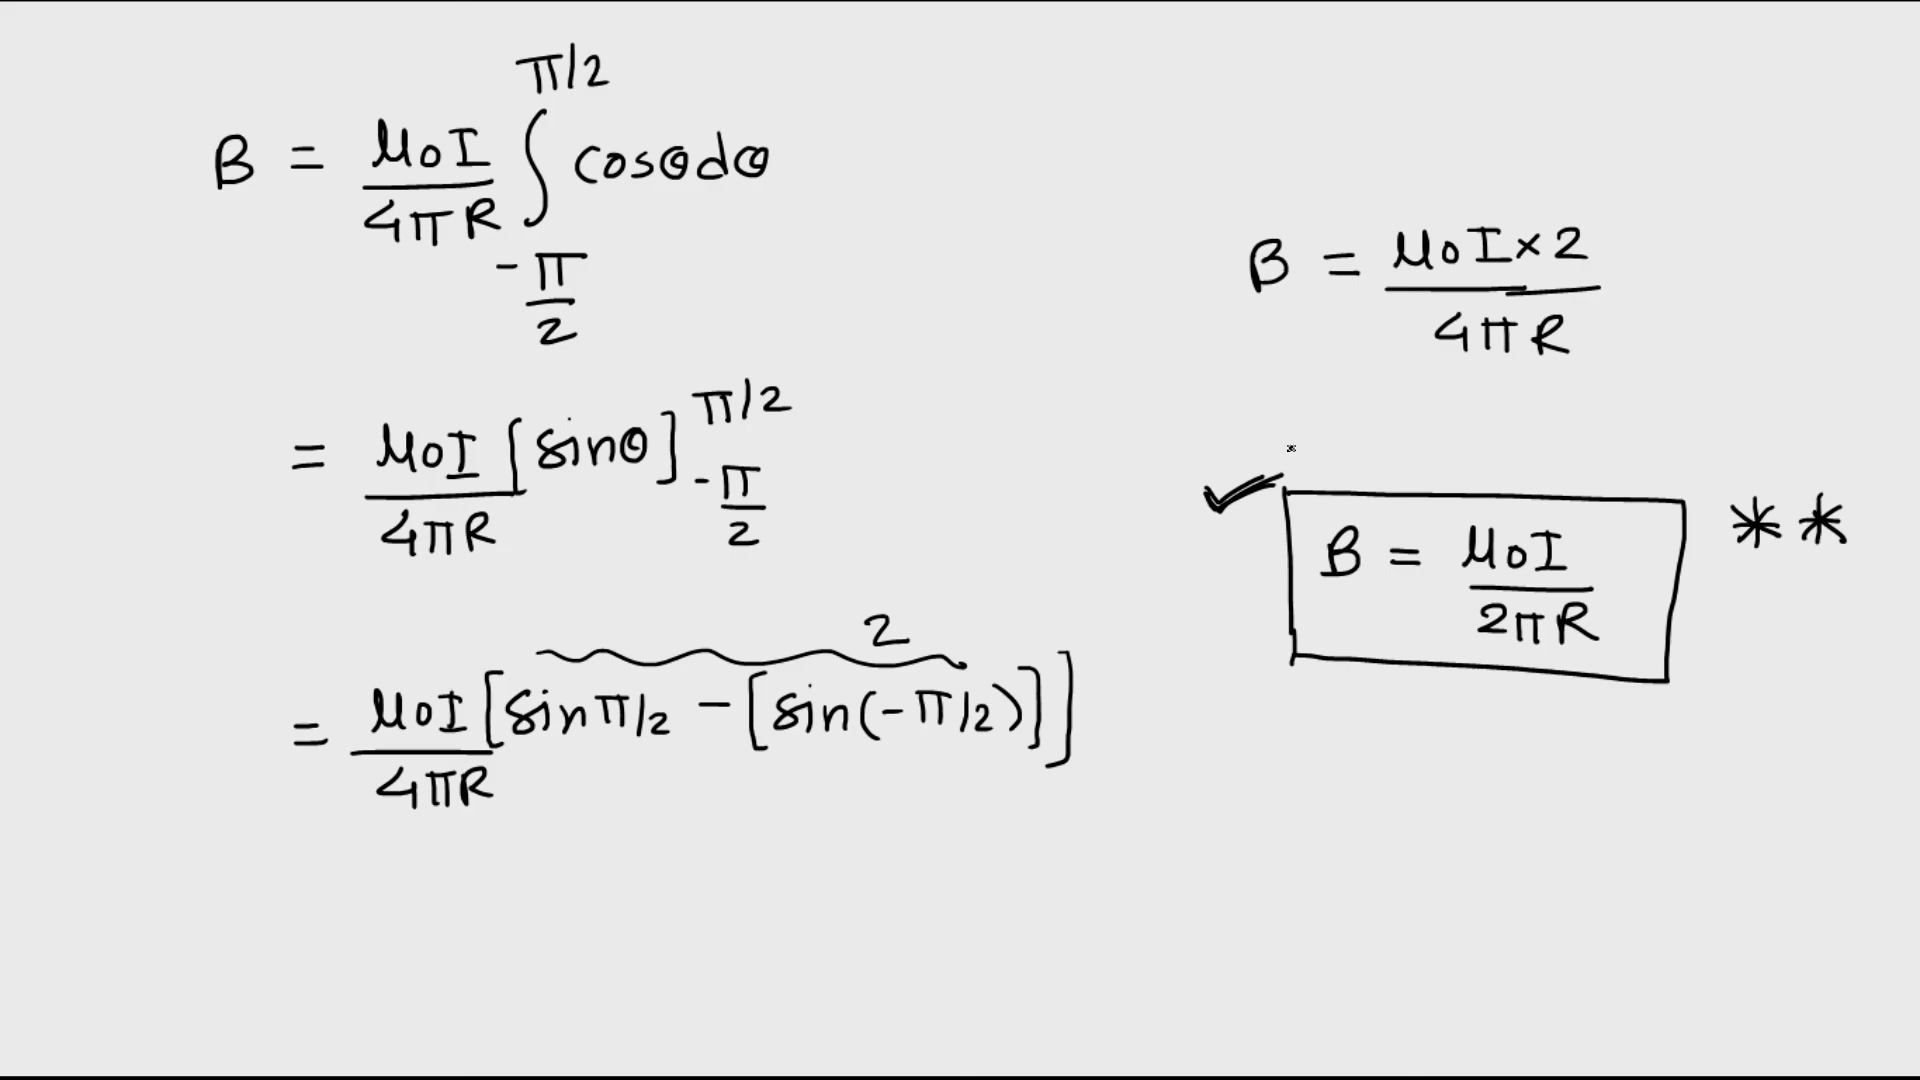 B = μ₀I/4πR ∫_{-π/2}^{π/2} cosθdθ
= μ₀I/4πR [sinθ]_{-π/2}^{π/2}
2
= μ₀I/4πR [sinπ/2 - [sin(-π/2)]]
B = μ₀I×2/4πR
✓ B = μ₀I/2πR **